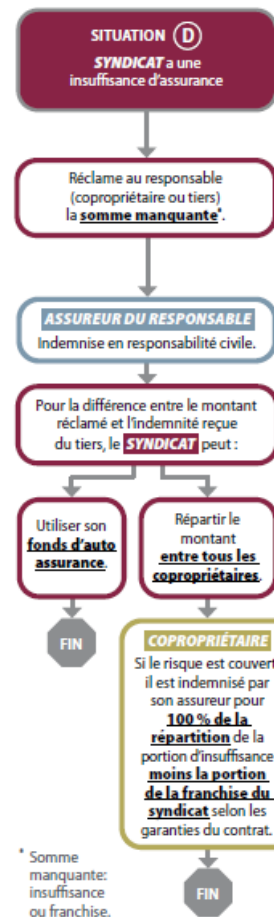 SITUATION D
SYNDICAT a une
insuffisance d'assurance
Réclame au responsable
(copropriétaire ou tiers)
la somme manquante*.
ASSUREUR DU RESPONSABLE
Indemnise en responsabilité civile.
Pour la différence entre le montant
réclamé et l'indemnité reçue
du tiers, le SYNDICAT peut :
Utiliser son
fonds d'auto
assurance.
FIN
Répartir le
montant
entre tous les
copropriétaires.
COPROPRIÉTAIRE
Si le risque est couvert
il est indemnisé par
son assureur pour
100 % de la
répartition de la
portion d'insuffisance
moins la portion
de la franchise du
syndicat selon les
garanties du contrat.
FIN
* Somme
manquante:
insuffisance
ou franchise.